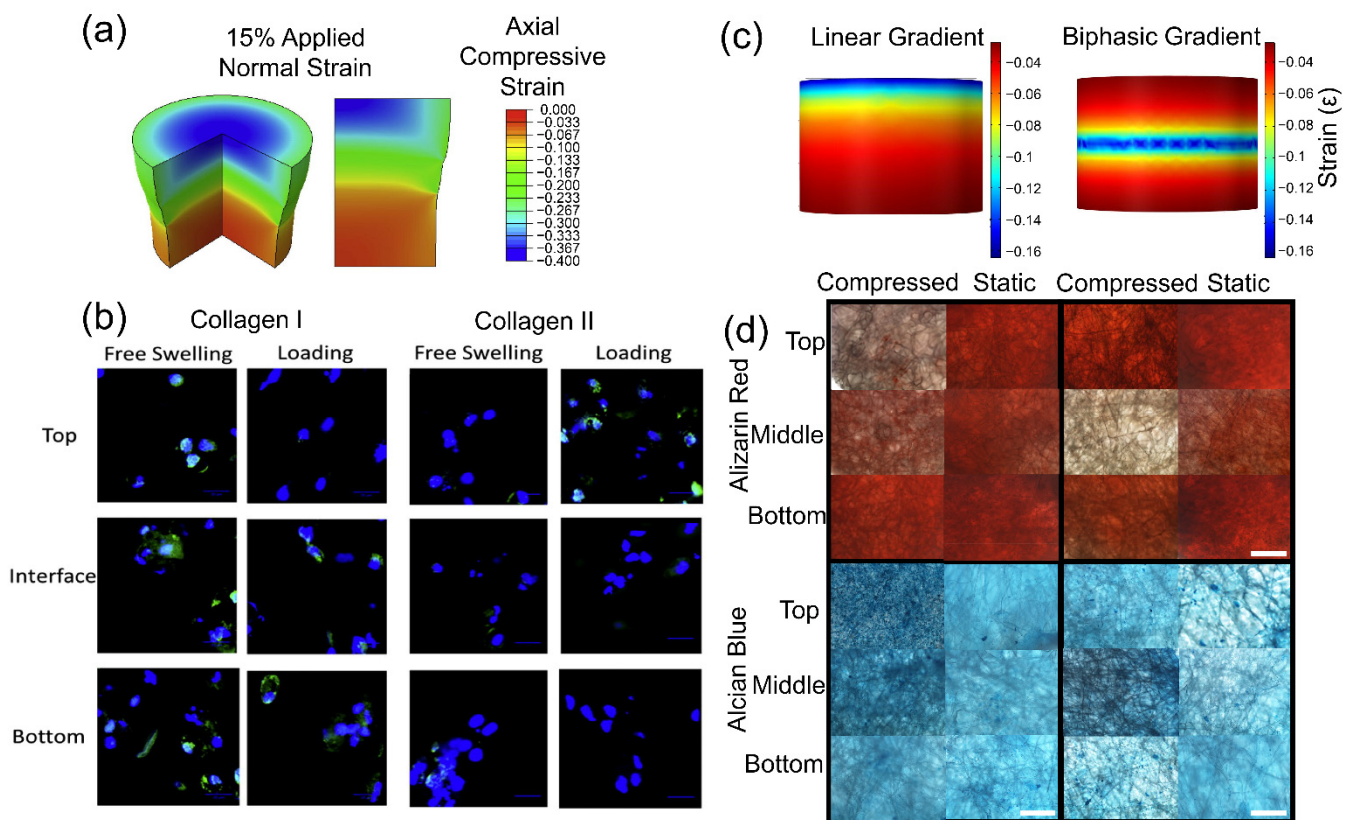 (a)
15% Applied
Normal Strain
Axial
Compressive
Strain
0.000
−0.033
−0.067
−0.100
−0.133
−0.167
−0.200
−0.233
−0.267
−0.300
−0.333
−0.367
−0.400
(b)
Collagen I
Collagen II
Free Swelling
Loading
Free Swelling
Loading
Top
Interface
Bottom
(c)
Linear Gradient
Biphasic Gradient
-0.04
-0.06
-0.08
-0.1
-0.12
-0.14
-0.16
-0.04
-0.06
-0.08
-0.1
-0.12
-0.14
-0.16
Strain (ε)
Compressed
Static
Compressed
Static
(d)
Alizarin Red
Top
Middle
Bottom
Alcian Blue
Top
Middle
Bottom